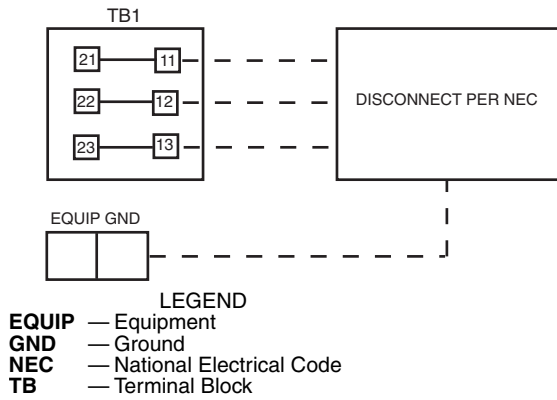 TB1
21 11
22 12
23 13
DISCONNECT PER NEC
EQUIP GND
LEGEND
EQUIP — Equipment
GND — Ground
NEC — National Electrical Code
TB — Terminal Block